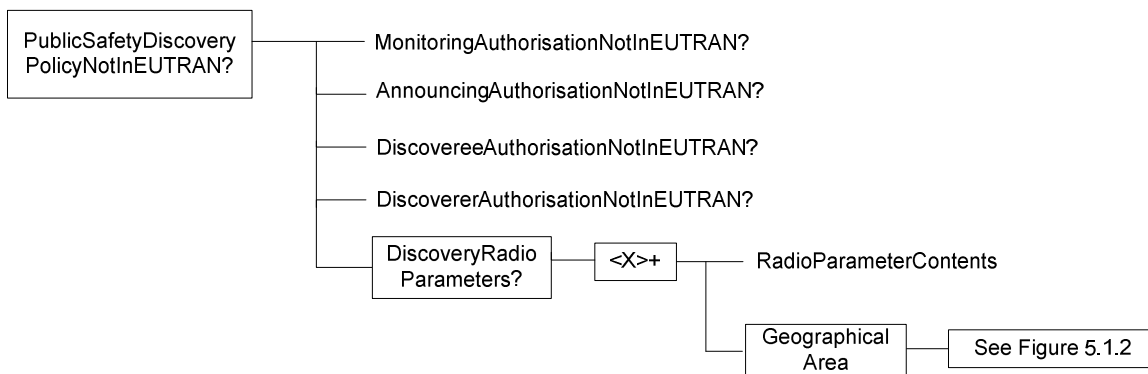 PublicSafetyDiscovery
PolicyNotInEUTRAN?
MonitoringAuthorisationNotInEUTRAN?
AnnouncingAuthorisationNotInEUTRAN?
DiscovereeAuthorisationNotInEUTRAN?
DiscovererAuthorisationNotInEUTRAN?
DiscoveryRadio
Parameters?
<X>+
RadioParameterContents
Geographical
Area
See Figure 5.1.2